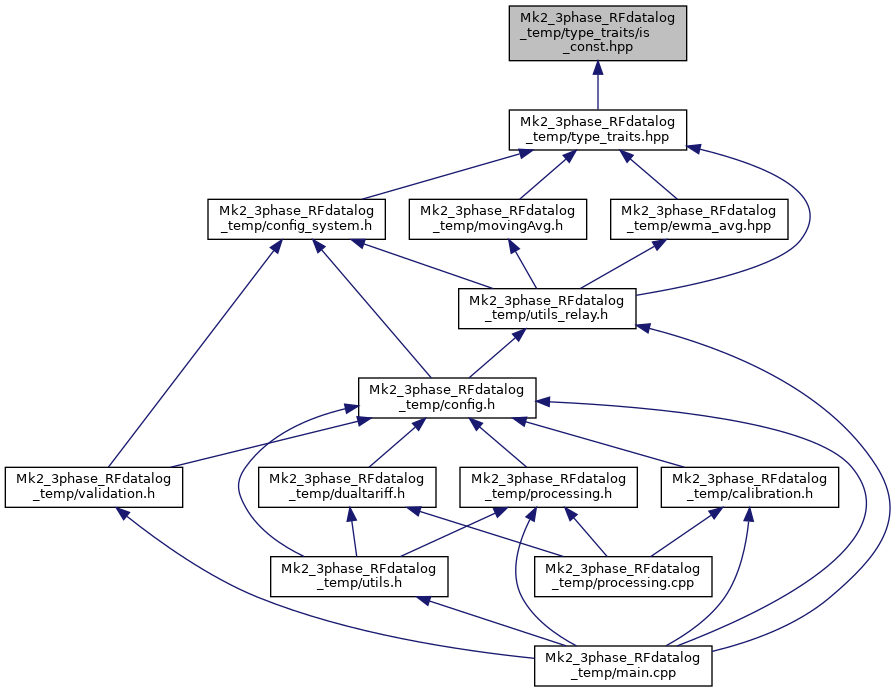 Mk2_3phase_RFdatalog
_temp/type_traits/is
_const.hpp
Mk2_3phase_RFdatalog
_temp/type_traits.hpp
Mk2_3phase_RFdatalog
_temp/config_system.h
Mk2_3phase_RFdatalog
_temp/movingAvg.h
Mk2_3phase_RFdatalog
_temp/ewma_avg.hpp
Mk2_3phase_RFdatalog
_temp/utils_relay.h
Mk2_3phase_RFdatalog
_temp/config.h
Mk2_3phase_RFdatalog
_temp/validation.h
Mk2_3phase_RFdatalog
_temp/dualtariff.h
Mk2_3phase_RFdatalog
_temp/processing.h
Mk2_3phase_RFdatalog
_temp/calibration.h
Mk2_3phase_RFdatalog
_temp/utils.h
Mk2_3phase_RFdatalog
_temp/processing.cpp
Mk2_3phase_RFdatalog
_temp/main.cpp